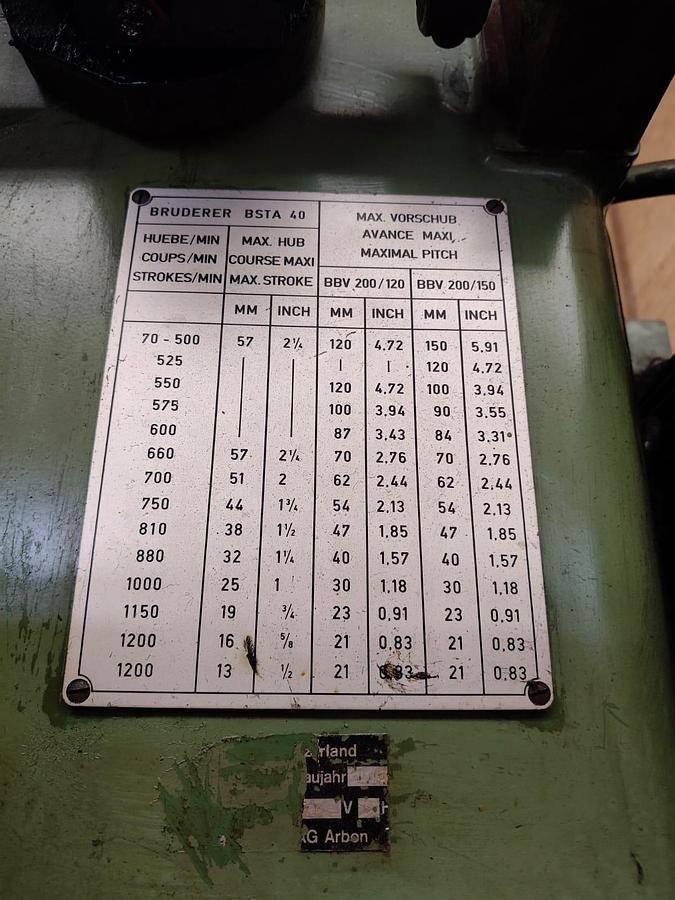 BRUDERER BSTA 40
MAX. VORSCHUB
AVANCE MAXI.
MAXIMAL PITCH
HUEBE/MIN
COUPS/MIN
STROKES/MIN
MAX. HUB
COURSE MAXI
MAX. STROKE
BBV 200/120 BBV 200/150
MM INCH MM INCH MM INCH
70 - 500 57 2¼ 120 4.72 150 5.91
525 | | 120 4.72
550 120 4.72 100 3.94
575 100 3.94 90 3.55
600 87 3.43 84 3.31
660 57 2¼ 70 2.76 70 2.76
700 51 2 62 2.44 62 2.44
750 44 1¾ 54 2.13 54 2.13
810 38 1½ 47 1.85 47 1.85
880 32 1¼ 40 1.57 40 1.57
1000 25 1 30 1.18 30 1.18
1150 19 ¾ 23 0.91 23 0.91
1200 16 ⅝ 21 0.83 21 0.83
1200 13 ½ 21 0.83 21 0.83
rland
aujahr
V
G Arbon